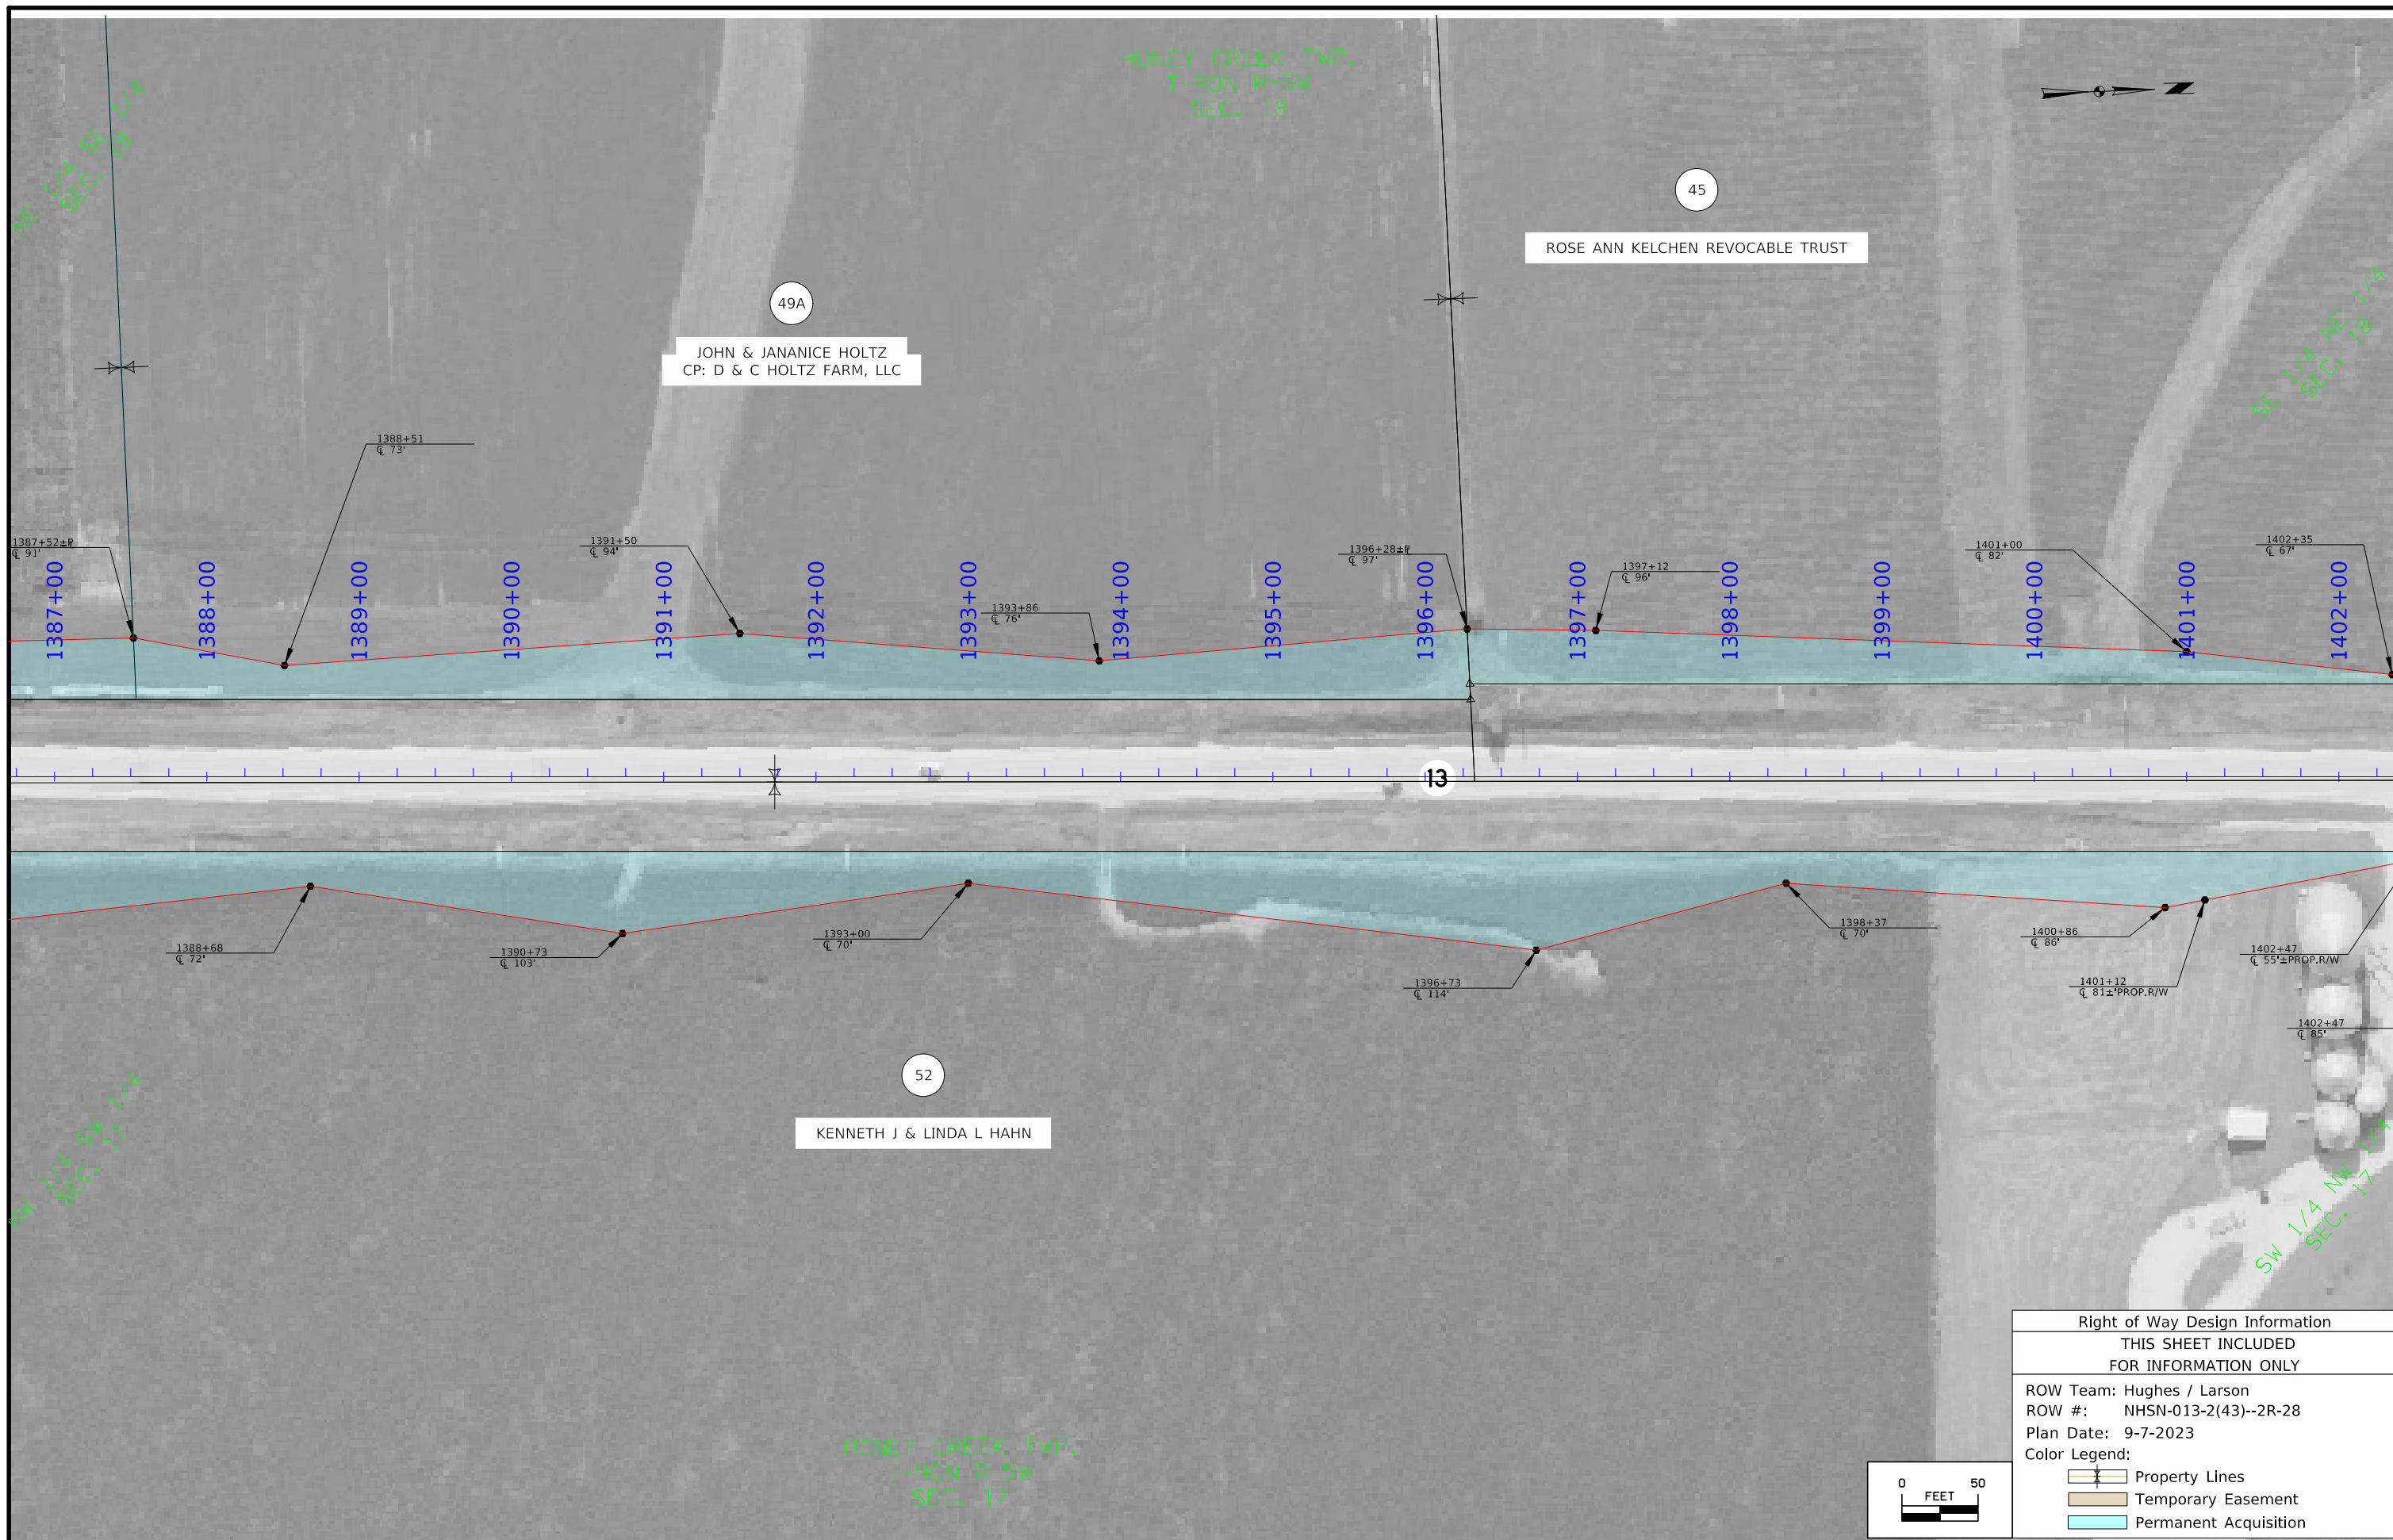 HONEY CREEK TWP.
T-90N R-5W
SEC. 18
NE 1/4 SE 1/4
SEC. 18
45
ROSE ANN KELCHEN REVOCABLE TRUST
49A
JOHN & JANANICE HOLTZ
CP: D & C HOLTZ FARM, LLC
SE 1/4 NE 1/4
SEC. 18
1388+51
℄ 73'
1387+52±℄
℄ 91'
1391+50
℄ 94'
1393+86
℄ 76'
1396+28±℄
℄ 97'
1397+12
℄ 96'
1401+00
℄ 82'
1402+35
℄ 67'
1387+00
1388+00
1389+00
1390+00
1391+00
1392+00
1393+00
1394+00
1395+00
1396+00
1397+00
1398+00
1399+00
1400+00
1401+00
1402+00
13
1388+68
℄ 72'
1390+73
℄ 103'
1393+00
℄ 70'
1396+73
℄ 114'
1398+37
℄ 70'
1400+86
℄ 86'
1402+47
℄ 55'±PROP.R/W
1401+12
℄ 81±'PROP.R/W
1402+47
℄ 85'
52
KENNETH J & LINDA L HAHN
NW 1/4 SW 1/4
SEC. 17
SW 1/4 NW 1/4
SEC. 17
HONEY CREEK TWP.
T-90N R-5W
SEC. 17
0 50
FEET
Right of Way Design Information
THIS SHEET INCLUDED
FOR INFORMATION ONLY
ROW Team: Hughes / Larson
ROW #: NHSN-013-2(43)--2R-28
Plan Date: 9-7-2023
Color Legend:
Property Lines
Temporary Easement
Permanent Acquisition